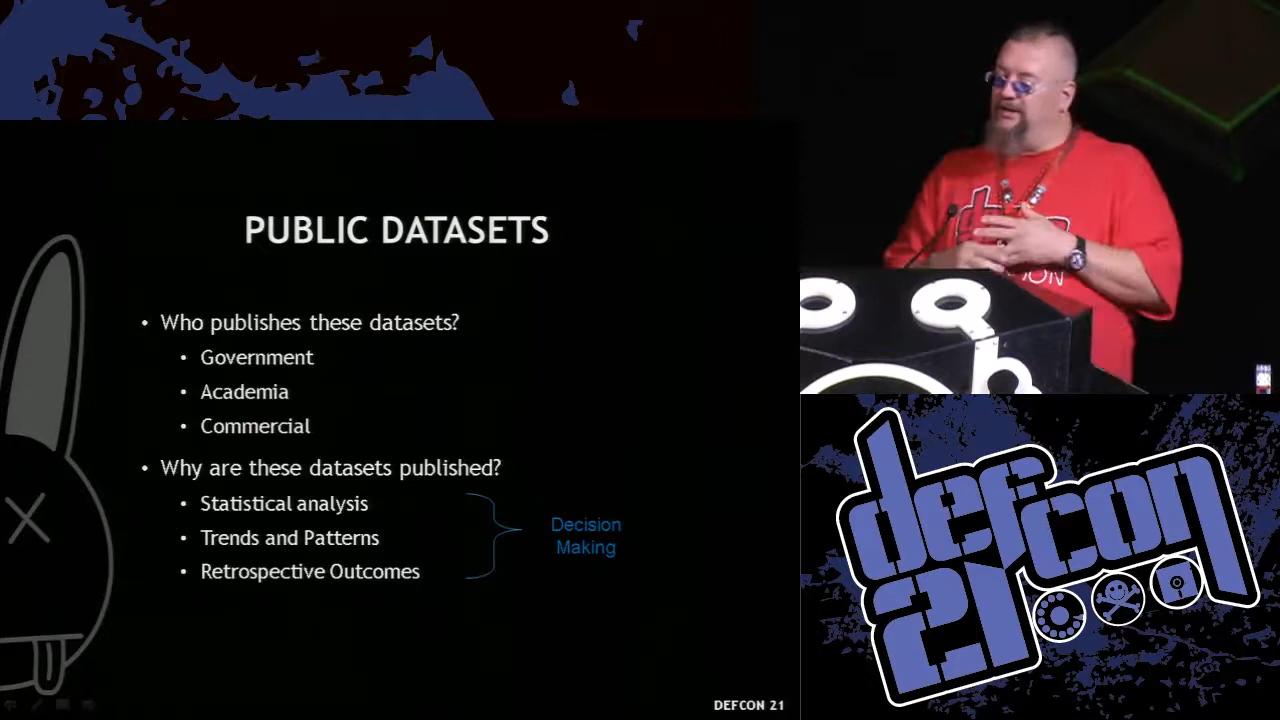 PUBLIC DATASETS
• Who publishes these datasets?
• Government
• Academia
• Commercial
• Why are these datasets published?
• Statistical analysis
• Trends and Patterns
• Retrospective Outcomes
Decision
Making
DEFCON 21
defcon
21